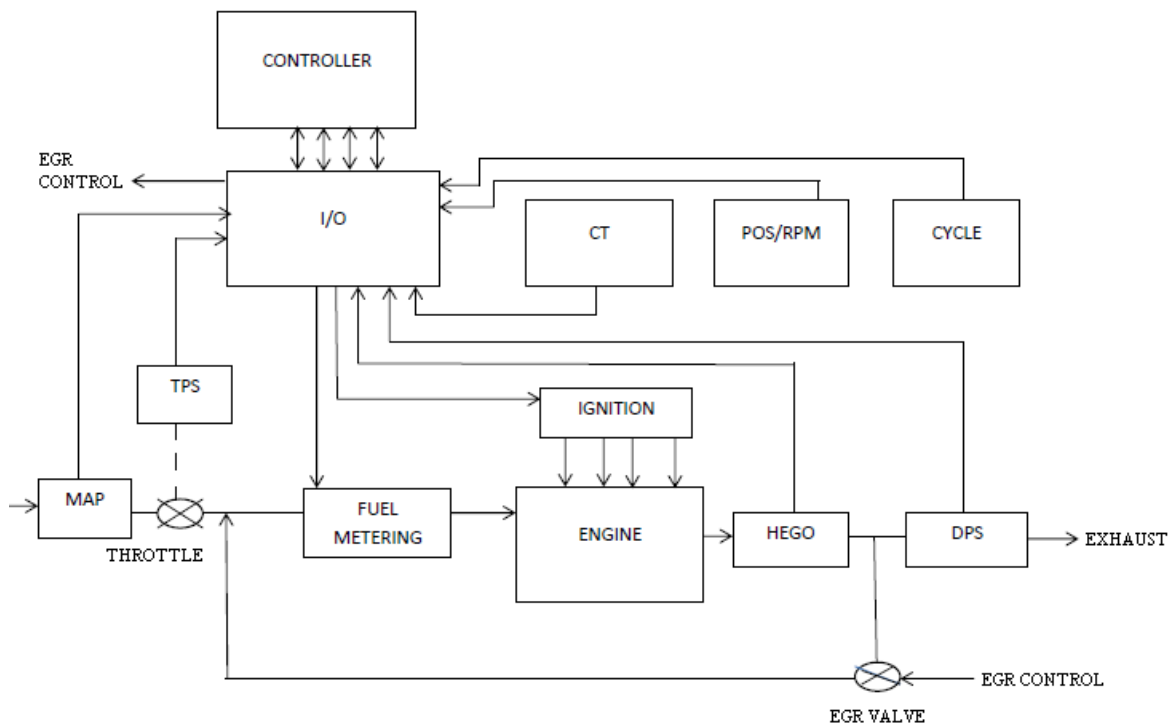 CONTROLLER
EGR
CONTROL
I/O
CT
POS/RPM
CYCLE
TPS
IGNITION
MAP
THROTTLE
FUEL
METERING
ENGINE
HEGO
DPS
EXHAUST
EGR CONTROL
EGR VALVE